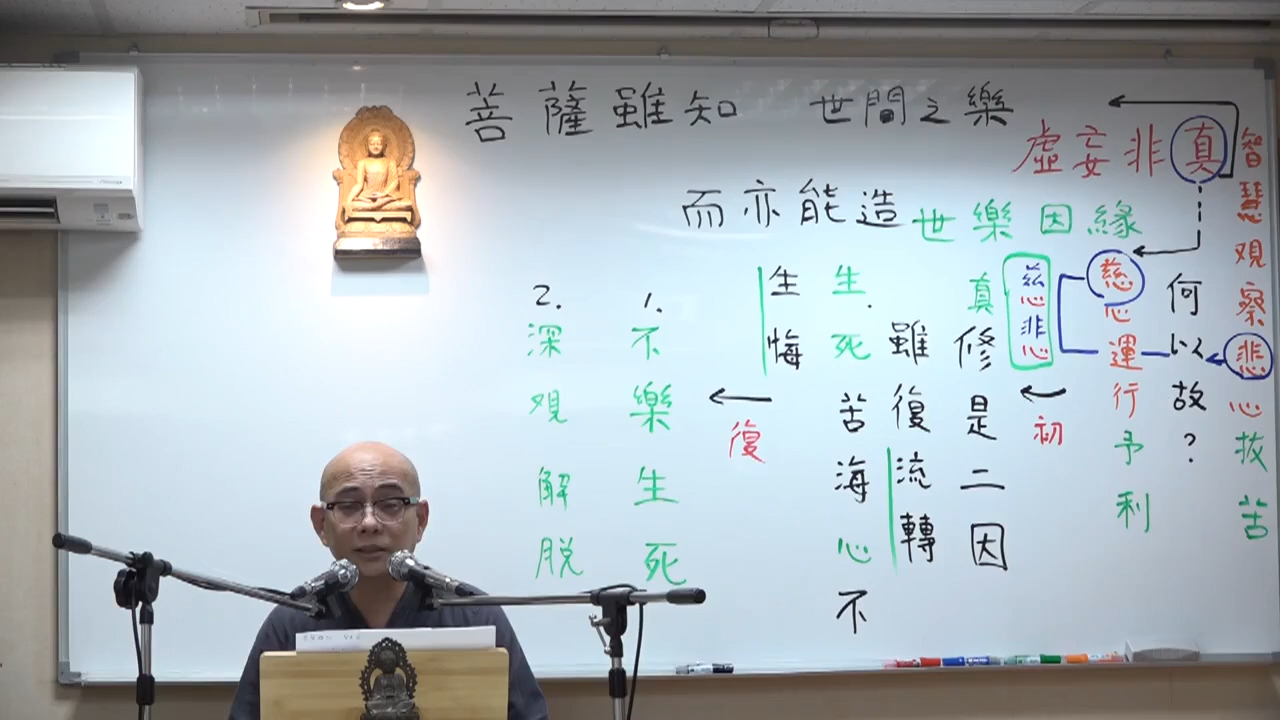 菩薩雖知 世間之樂
虛妄非真
而亦能造世樂因緣
智慧觀察悲心拔苦
何以故?
慈心運行予利
慈心悲心
初
真修是二因
雖復流轉
生死苦海心不
生悔
復
1.不樂生死
2.深觀解脱